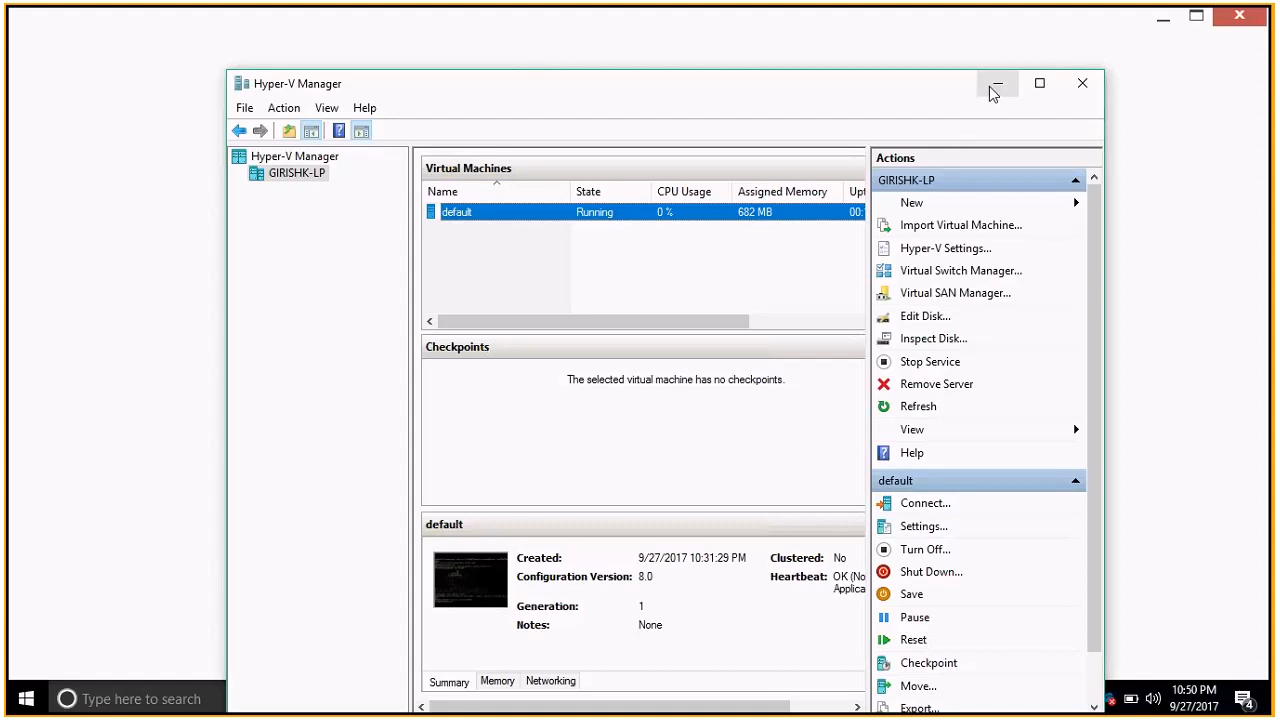 Hyper-V Manager
File Action View Help
Hyper-V Manager
GIRISHK-LP
Virtual Machines
Name State CPU Usage Assigned Memory Upt
default Running 0 % 682 MB 00:
Checkpoints
The selected virtual machine has no checkpoints.
default
Created: 9/27/2017 10:31:29 PM Clustered: No
Configuration Version: 8.0 Heartbeat: OK (No
Applica
Generation: 1
Notes: None
Summary Memory Networking
Actions
GIRISHK-LP
New
Import Virtual Machine...
Hyper-V Settings...
Virtual Switch Manager...
Virtual SAN Manager...
Edit Disk...
Inspect Disk...
Stop Service
Remove Server
Refresh
View
Help
default
Connect...
Settings...
Turn Off...
Shut Down...
Save
Pause
Reset
Checkpoint
Move...
Export...
Type here to search
10:50 PM
9/27/2017
4